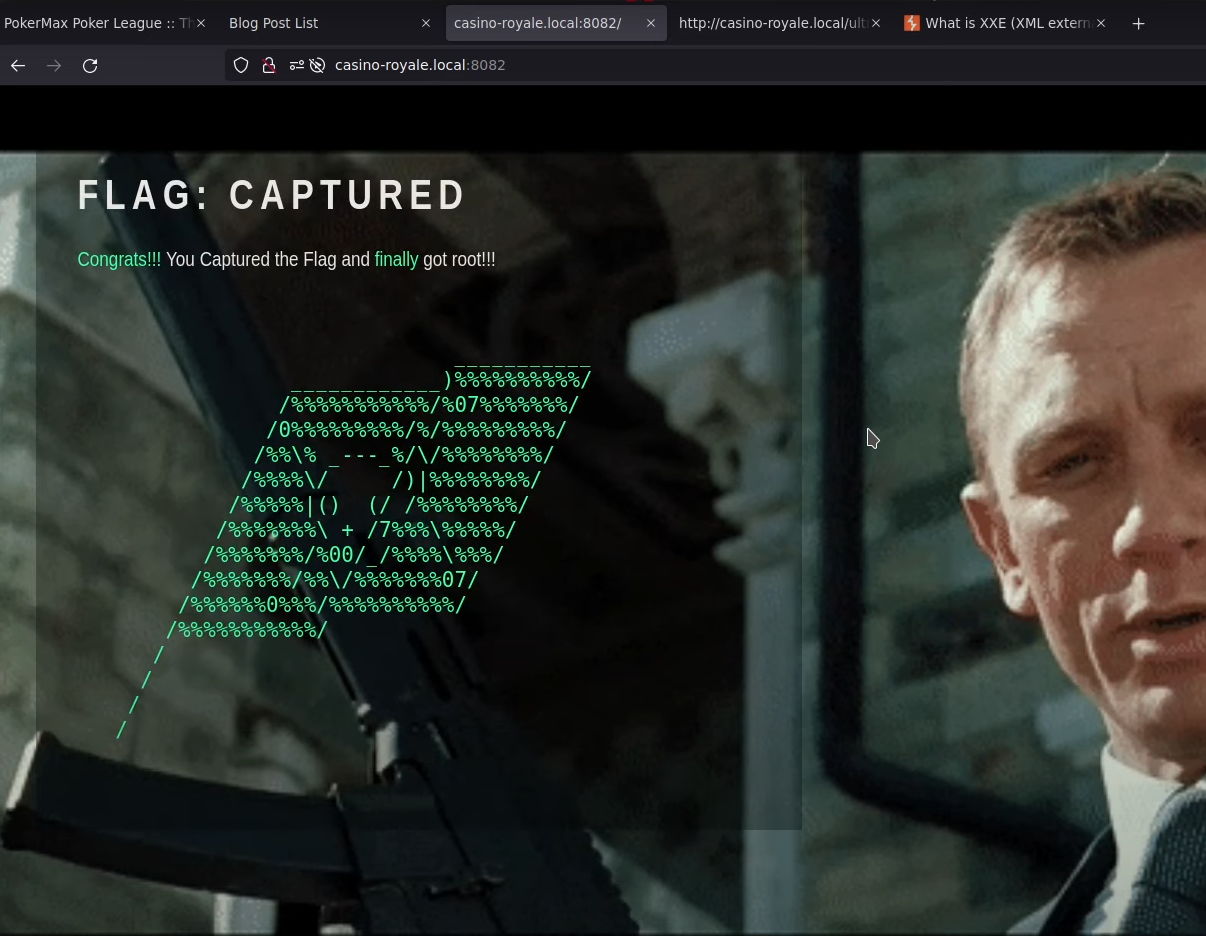 PokerMax Poker League :: Th
Blog Post List
casino-royale.local:8082/
http://casino-royale.local/ult
What is XXE (XML extern
casino-royale.local:8082
FLAG: CAPTURED
Congrats!!! You Captured the Flag and finally got root!!!
___________
____________)%%%%%%%%%%/
/%%%%%%%%%%%/%07%%%%%%%/
/0%%%%%%%%%/%/%%%%%%%%%/
/%%\% _---_%/\/%%%%%%%%/
/%%%%\/     /)|%%%%%%%%/
/%%%%%|()  (/ /%%%%%%%%/
/%%%%%%%\ + /7%%%\%%%%%/
/%%%%%%%/%00/_/%%%%\%%%/
/%%%%%%%/%%\/%%%%%%%07/
/%%%%%%0%%%/%%%%%%%%%%/
/%%%%%%%%%%%/
/
/
/
/